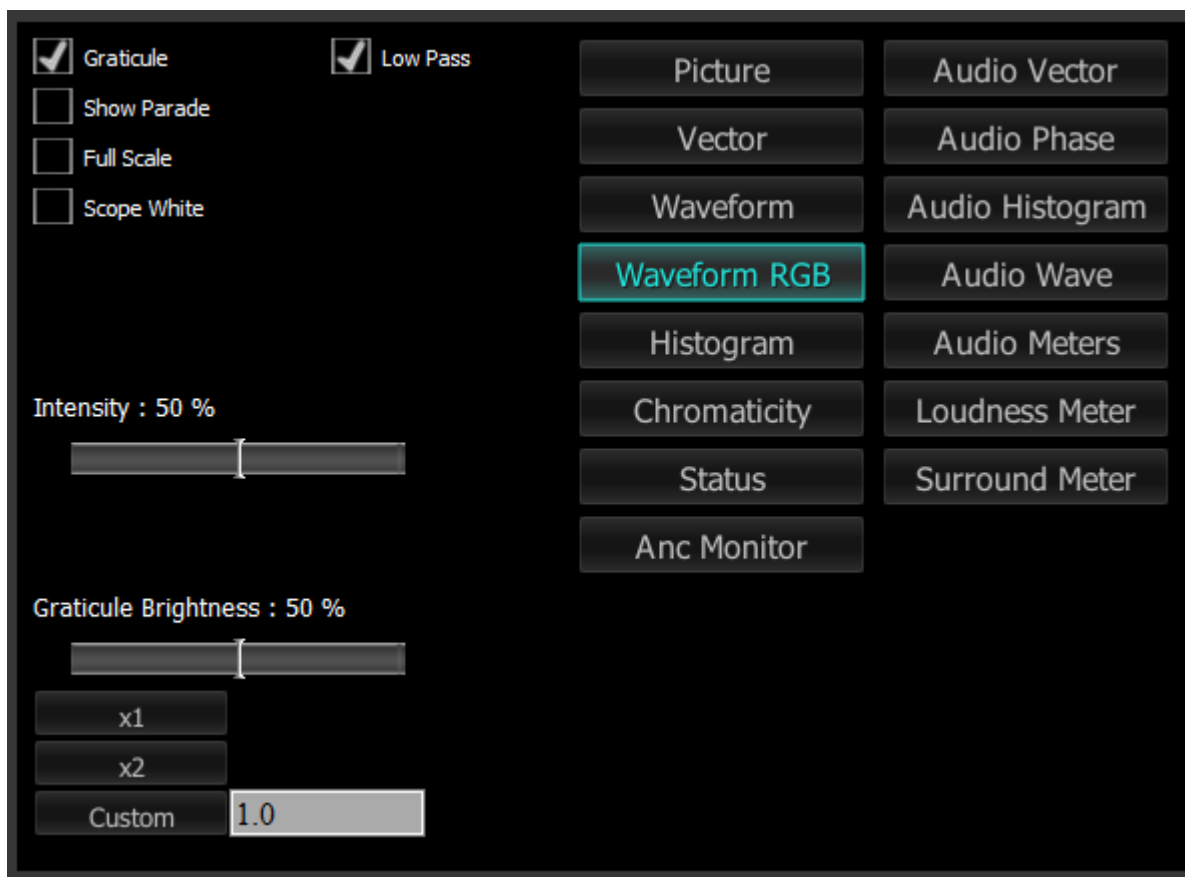 Graticule
Low Pass
Show Parade
Full Scale
Scope White
Intensity : 50 %
Graticule Brightness : 50 %
x1
x2
Custom
1.0
Picture
Vector
Waveform
Waveform RGB
Histogram
Chromaticity
Status
Anc Monitor
Audio Vector
Audio Phase
Audio Histogram
Audio Wave
Audio Meters
Loudness Meter
Surround Meter